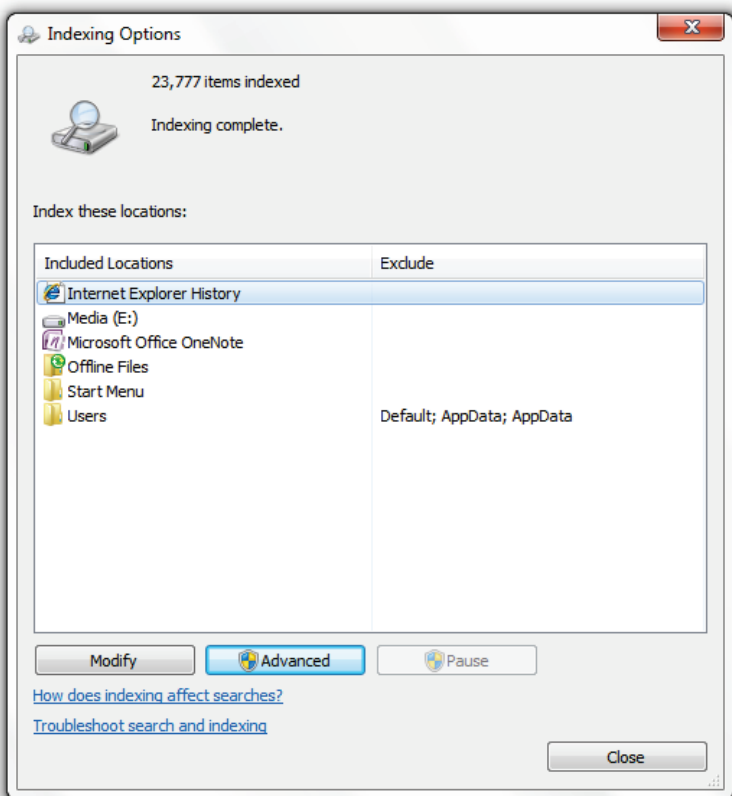 Indexing Options
23,777 items indexed
Indexing complete.
Index these locations:
Included Locations Exclude
Internet Explorer History
Media (E:)
Microsoft Office OneNote
Offline Files
Start Menu
Users Default; AppData; AppData
Modify Advanced Pause
How does indexing affect searches?
Troubleshoot search and indexing
Close